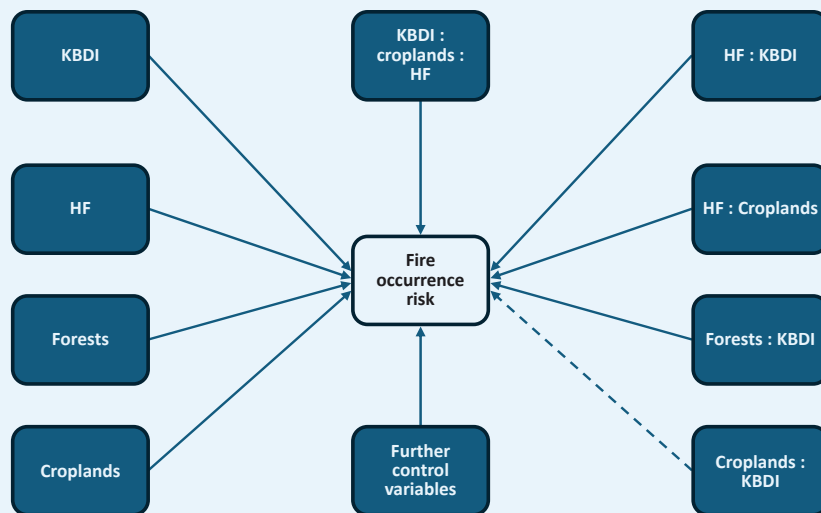 KBDI
KBDI :
croplands :
HF
HF : KBDI
HF
HF : Croplands
Fire
occurrence
risk
Forests
Forests : KBDI
Croplands
Further
control
variables
Croplands :
KBDI